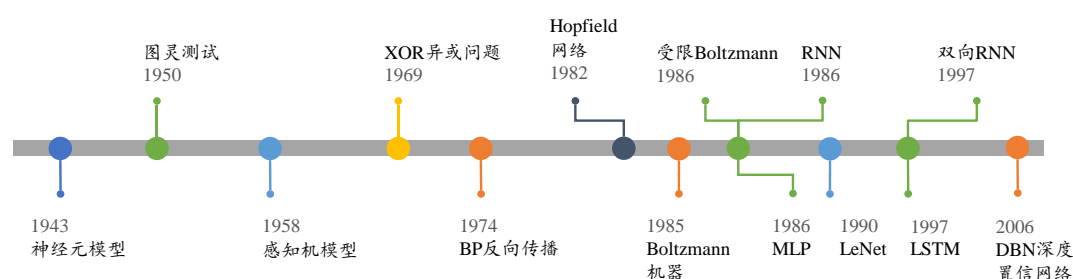 Hopfield
网络
1982
图灵测试
1950
XOR异或问题
1969
受限Boltzmann
1986
RNN
1986
双向RNN
1997
1943
神经元模型
1958
感知机模型
1974
BP反向传播
1985
Boltzmann
机器
1986
MLP
1990
LeNet
1997
LSTM
2006
DBN深度
置信网络